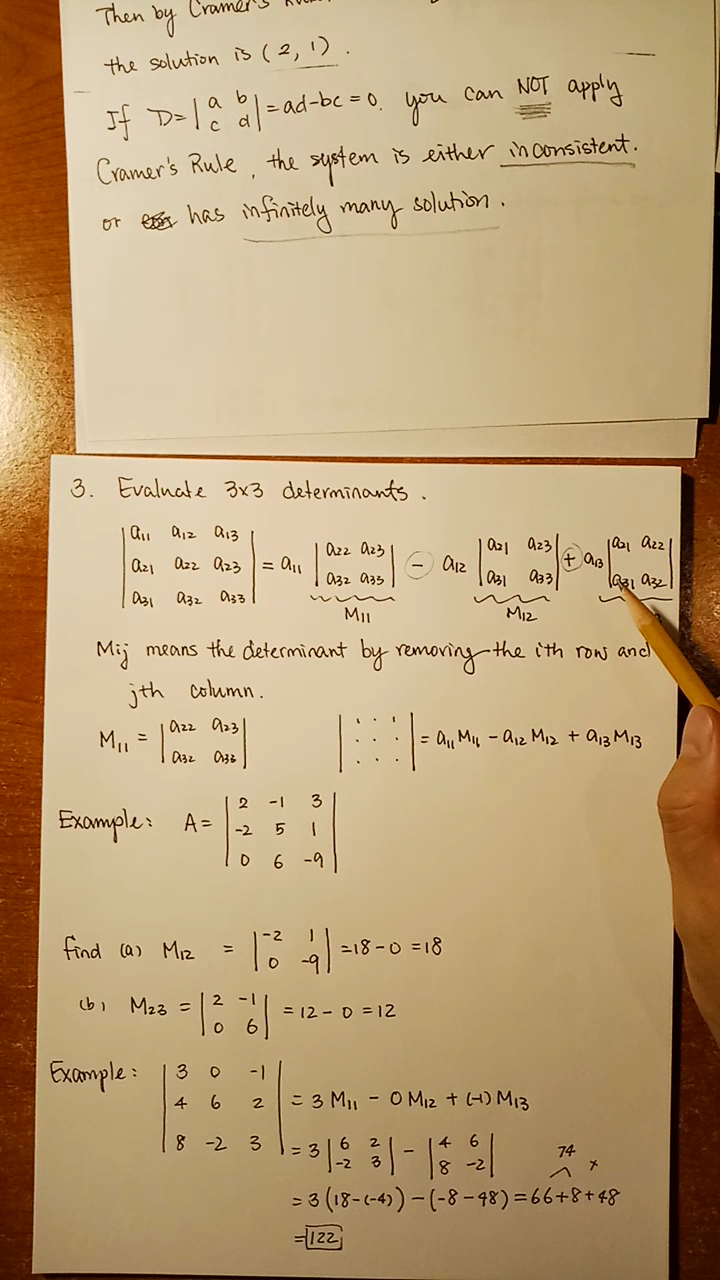 Then by Cramer's
the solution is (2, 1).
If D=|a b|=ad-bc=0. you can NOT apply
|c d|
Cramer's Rule, the system is either inconsistent.
or has infinitely many solution.
3. Evaluate 3x3 determinants.
|a11 a12 a13|
|a21 a22 a23| = a11 |a22 a23| - a12 |a21 a23| + a13 |a21 a22|
|a31 a32 a33| |a32 a33| |a31 a33| |a31 a32|
M11 M12
Mij means the determinant by removing the ith row and
jth column.
M11 = |a22 a23| |. . .| = a11 M11 - a12 M12 + a13 M13
|a32 a33| |. . .|
Example: A= |2 -1 3|
|-2 5 1|
|0 6 -9|
find (a) M12 = |-2 1| =18-0 =18
|0 -9|
(b) M23 = |2 -1| = 12-0 =12
|0 6|
Example: |3 0 -1|
|4 6 2| = 3 M11 - 0 M12 + (-1) M13
|8 -2 3| = 3 |6 2| - |4 6| 74
|-2 3| |8 -2|
= 3 (18-(-4)) - (-8-48) = 66+8+48
= 122